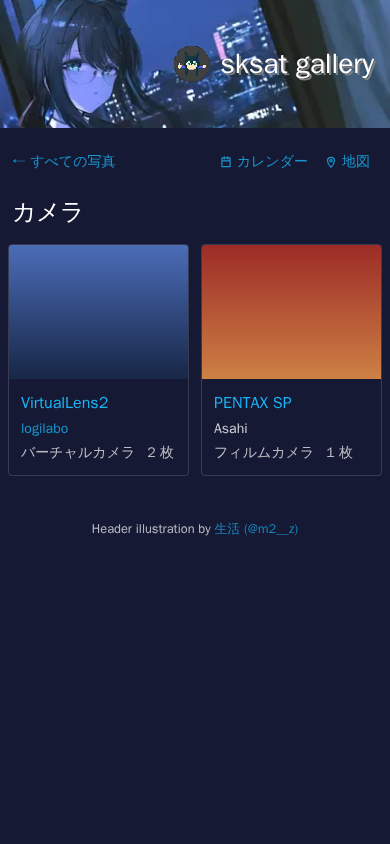 sksat gallery
← すべての写真 カレンダー 地図
カメラ
VirtualLens2
logilabo
バーチャルカメラ 2 枚
PENTAX SP
Asahi
フィルムカメラ 1 枚
Header illustration by 生活 (@m2__z)